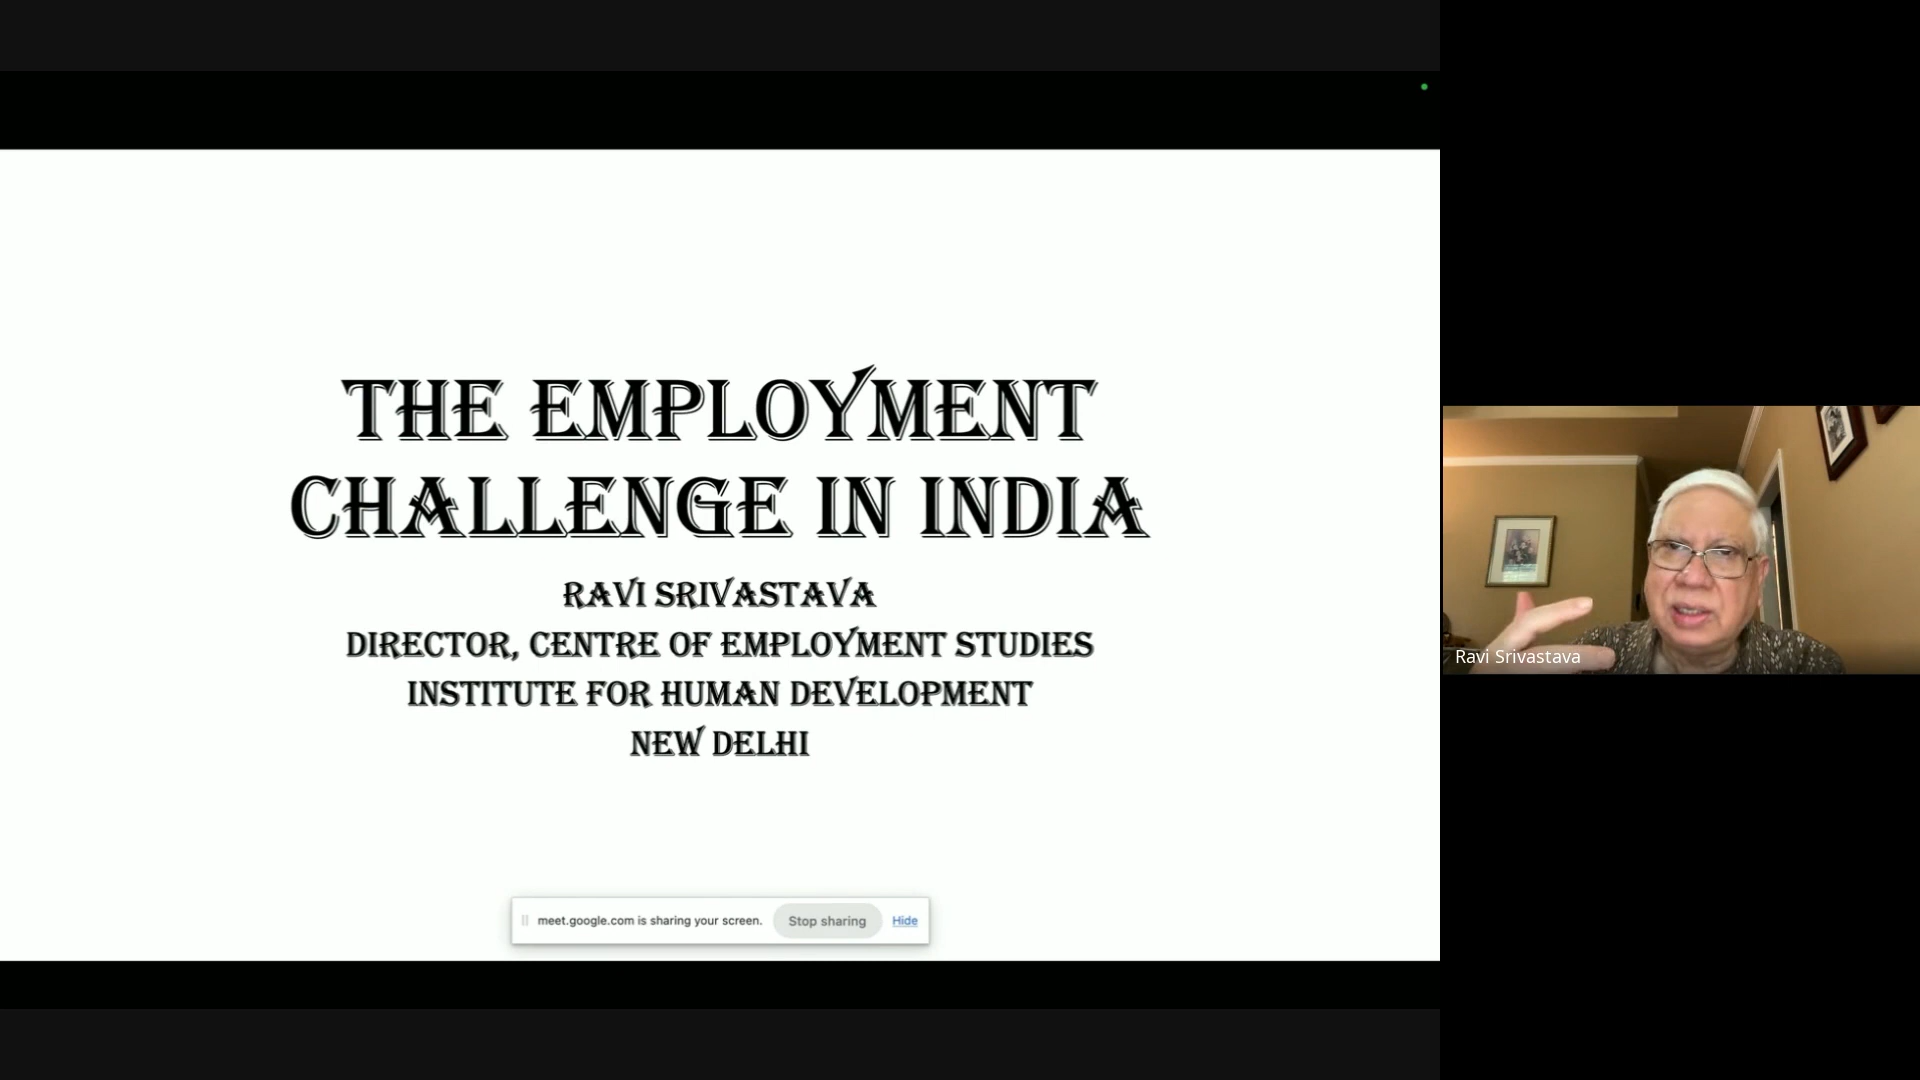 THE EMPLOYMENT
CHALLENGE IN INDIA
RAVI SRIVASTAVA
DIRECTOR, CENTRE OF EMPLOYMENT STUDIES
INSTITUTE FOR HUMAN DEVELOPMENT
NEW DELHI
meet.google.com is sharing your screen. Stop sharing Hide
Ravi Srivastava